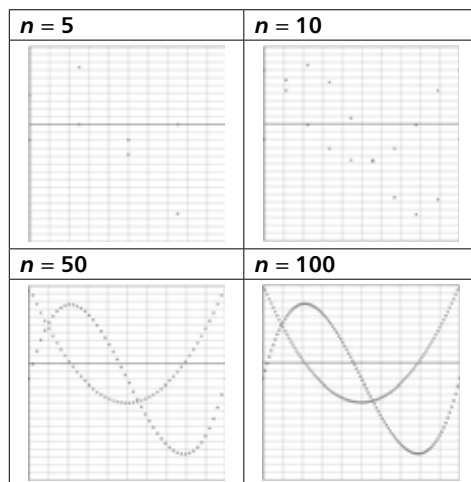 n = 5
n = 10
n = 50
n = 100